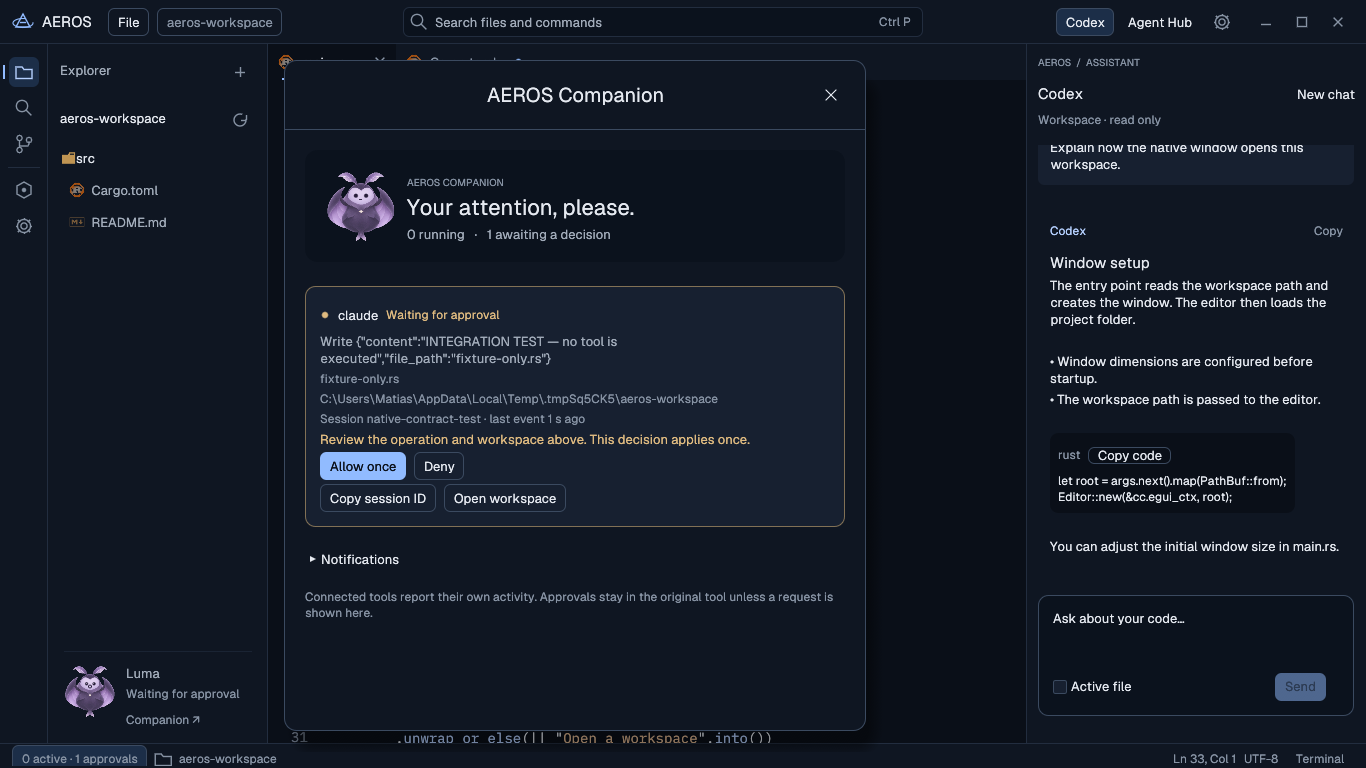 AEROS
File
aeros-workspace
Search files and commands
Ctrl P
Codex
Agent Hub
Explorer
aeros-workspace
src
Cargo.toml
README.md
Luma
Waiting for approval
Companion ↗
AEROS Companion
AEROS COMPANION
Your attention, please.
0 running · 1 awaiting a decision
claude Waiting for approval
Write {"content":"INTEGRATION TEST — no tool is
executed","file_path":"fixture-only.rs"}
fixture-only.rs
C:\Users\Matias\AppData\Local\Temp\.tmpSq5CK5\aeros-workspace
Session native-contract-test · last event 1 s ago
Review the operation and workspace above. This decision applies once.
Allow once
Deny
Copy session ID
Open workspace
Notifications
Connected tools report their own activity. Approvals stay in the original tool unless a request is
shown here.
31 .unwrap_or_else(|| "Open a workspace".into())
AEROS / ASSISTANT
Codex
New chat
Workspace · read only
Explain how the native window opens this
workspace.
Codex
Copy
Window setup
The entry point reads the workspace path and
creates the window. The editor then loads the
project folder.
• Window dimensions are configured before
startup.
• The workspace path is passed to the editor.
rust
Copy code
let root = args.next().map(PathBuf::from);
Editor::new(&cc.egui_ctx, root);
You can adjust the initial window size in main.rs.
Ask about your code…
Active file
Send
0 active · 1 approvals
aeros-workspace
Ln 33, Col 1
UTF-8
Terminal